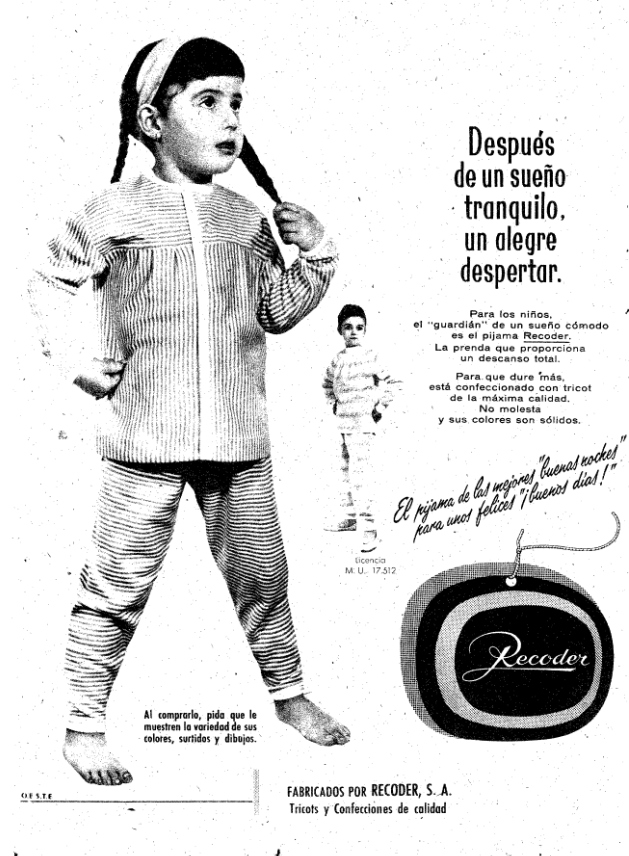 Después
de un sueño
tranquilo,
un alegre
despertar.
Para los niños,
el "guardián" de un sueño cómodo
es el pijama Recoder.
La prenda que proporciona
un descanso total.
Para que dure más,
está confeccionado con tricot
de la máxima calidad.
No molesta
y sus colores son sólidos.
El pijama de las mejores "buenas noches"
para unos felices "¡buenos días!"
Licencia
M. U. - 17.512
Recoder
Al comprarlo, pida que le
muestren la variedad de sus
colores, surtidos y dibujos.
O E S T E
FABRICADOS POR RECODER, S. A.
Tricots y Confecciones de calidad